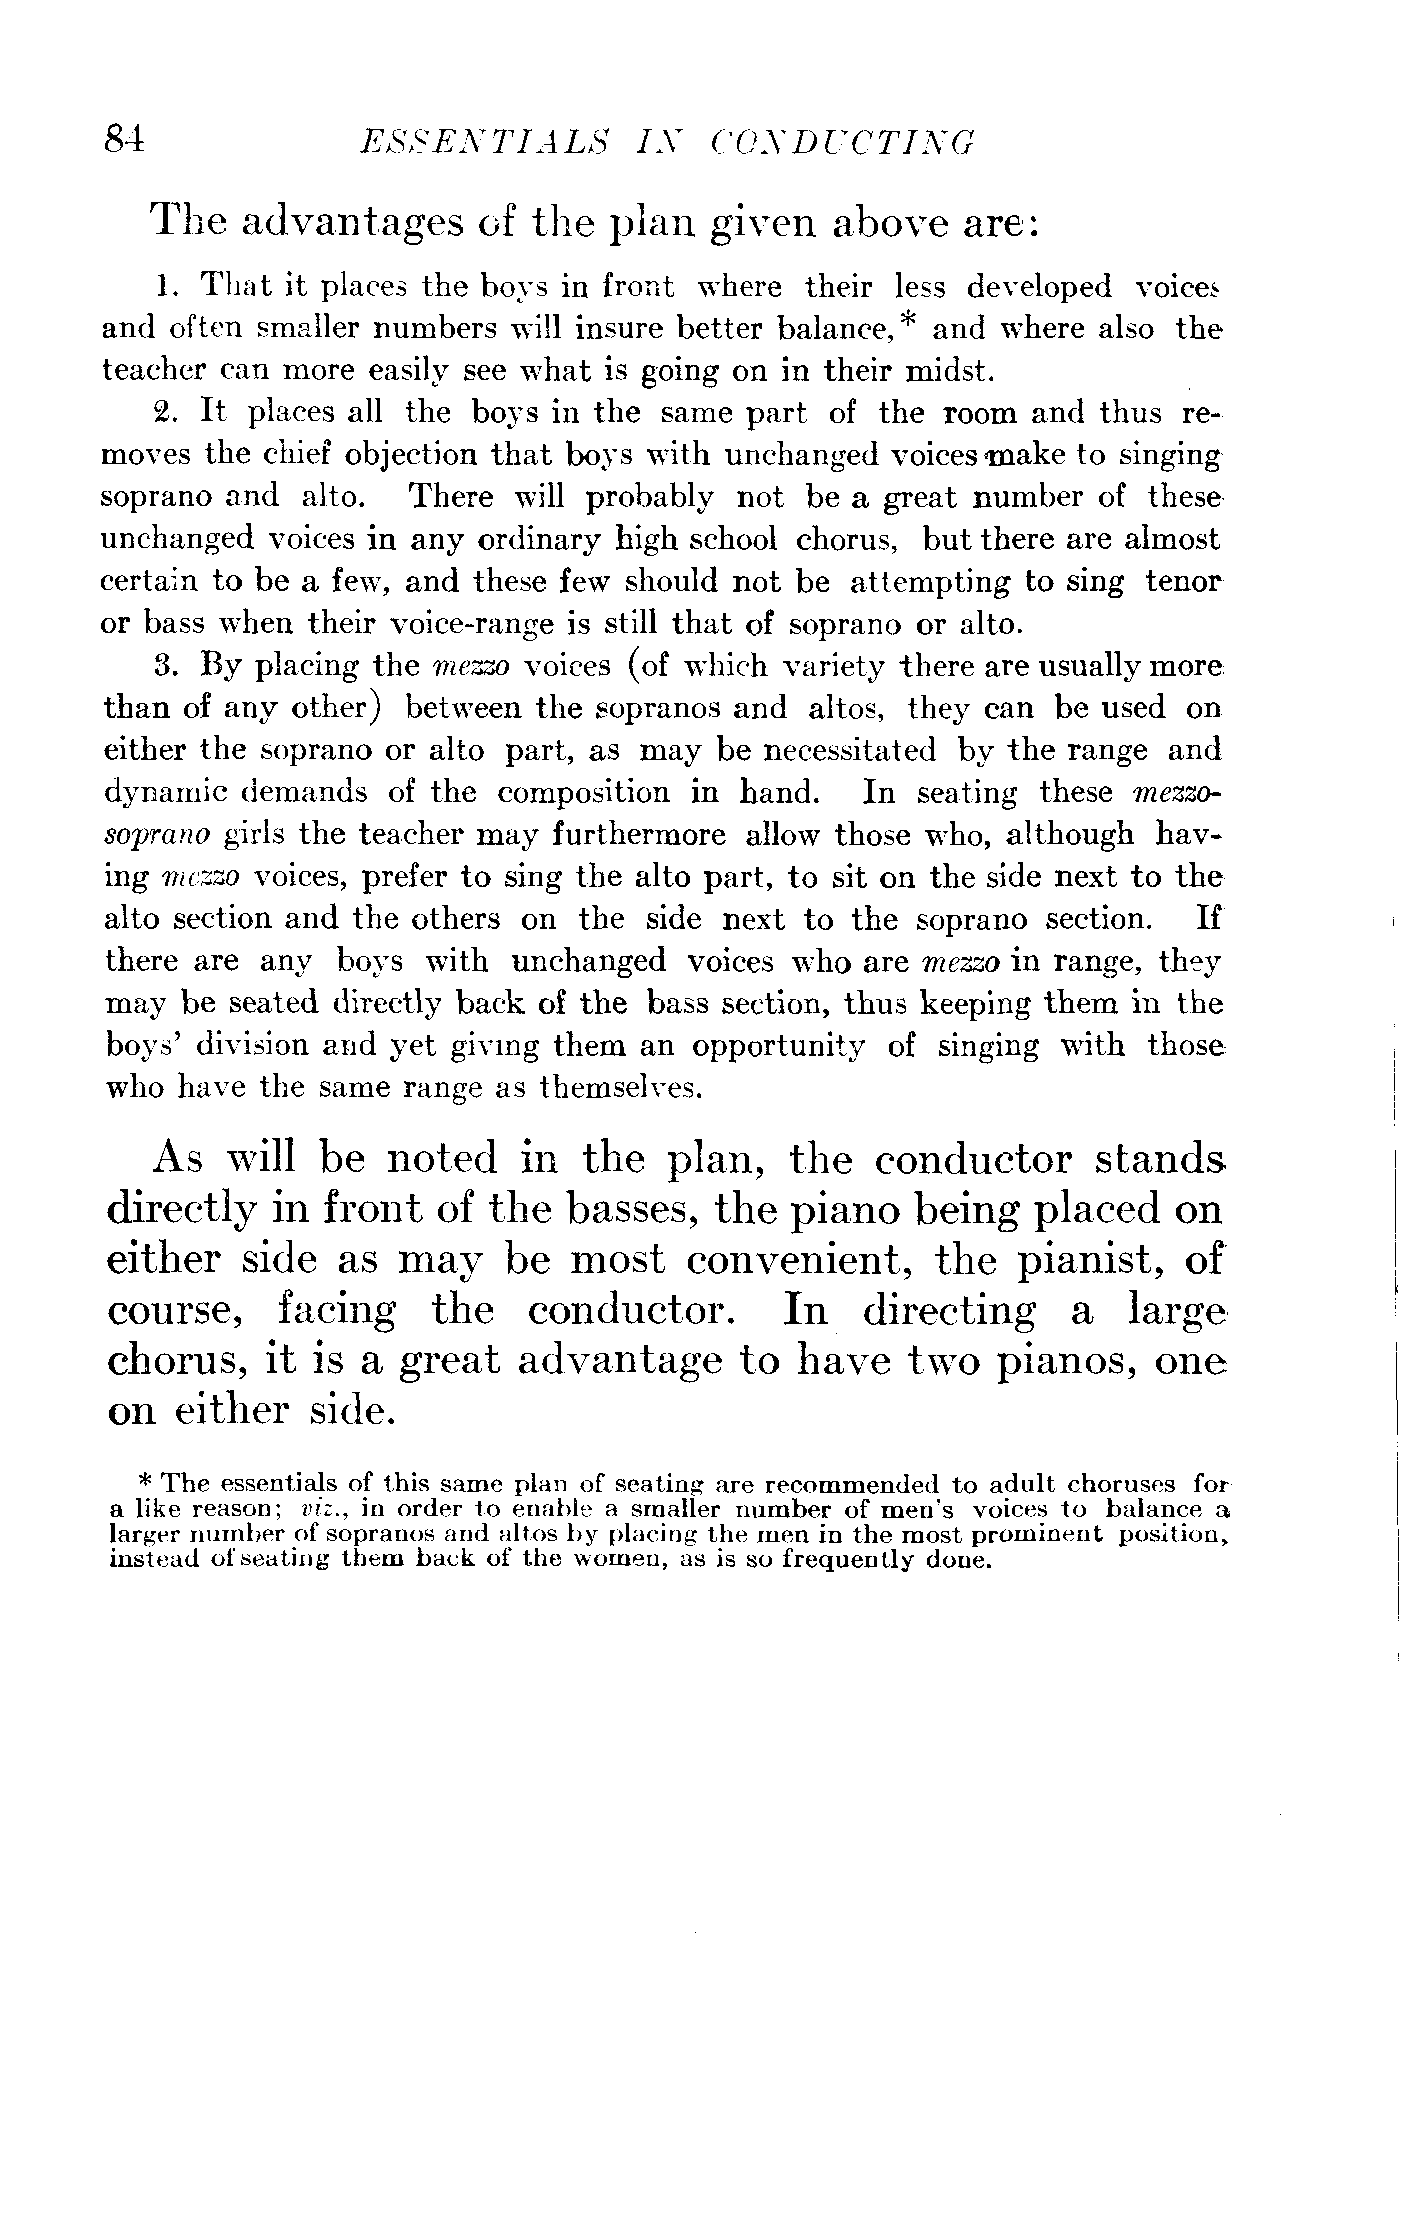 84 ESSENTIALS IN CONDUCTING
The advantages of the plan given above are:
1. That it places the boys in front where their less developed voices
and often smaller numbers will insure better balance,* and where also the
teacher can more easily see what is going on in their midst.
2. It places all the boys in the same part of the room and thus re-
moves the chief objection that boys with unchanged voices make to singing
soprano and alto. There will probably not be a great number of these
unchanged voices in any ordinary high school chorus, but there are almost
certain to be a few, and these few should not be attempting to sing tenor
or bass when their voice-range is still that of soprano or alto.
3. By placing the mezzo voices (of which variety there are usually more
than of any other) between the sopranos and altos, they can be used on
either the soprano or alto part, as may be necessitated by the range and
dynamic demands of the composition in hand. In seating these mezzo-
soprano girls the teacher may furthermore allow those who, although hav-
ing mezzo voices, prefer to sing the alto part, to sit on the side next to the
alto section and the others on the side next to the soprano section. If
there are any boys with unchanged voices who are mezzo in range, they
may be seated directly back of the bass section, thus keeping them in the
boys' division and yet giving them an opportunity of singing with those
who have the same range as themselves.
As will be noted in the plan, the conductor stands
directly in front of the basses, the piano being placed on
either side as may be most convenient, the pianist, of
course, facing the conductor. In directing a large
chorus, it is a great advantage to have two pianos, one
on either side.
* The essentials of this same plan of seating are recommended to adult choruses for
a like reason; viz., in order to enable a smaller number of men's voices to balance a
larger number of sopranos and altos by placing the men in the most prominent position,
instead of seating them back of the women, as is so frequently done.